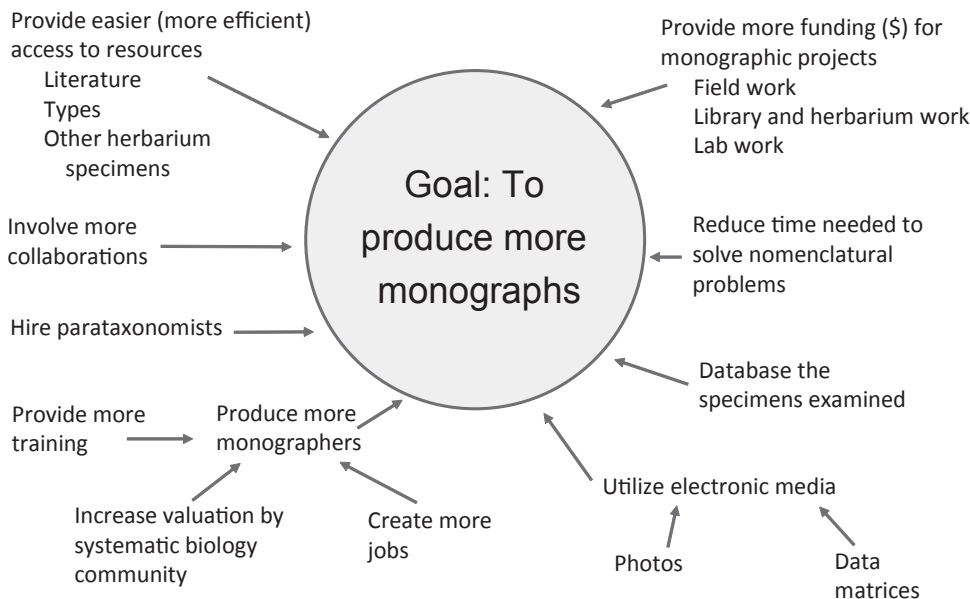 Provide easier (more efficient)
access to resources
Literature
Types
Other herbarium
specimens
Provide more funding ($) for
monographic projects
Field work
Library and herbarium work
Lab work
Goal: To
produce more
monographs
Involve more
collaborations
Reduce time needed to
solve nomenclatural
problems
Hire parataxonomists
Database the
specimens examined
Provide more
training
Produce more
monographers
Utilize electronic media
Increase valuation by
systematic biology
community
Create more
jobs
Photos
Data
matrices